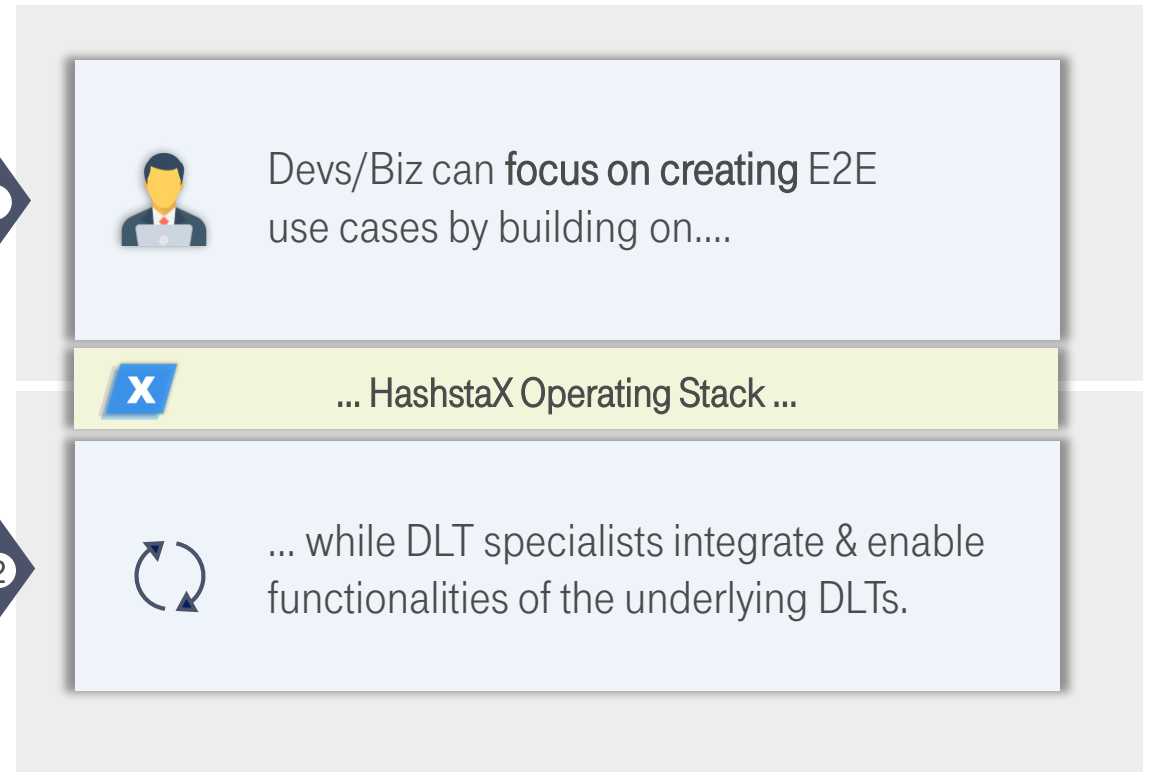 Devs/Biz can focus on creating E2E
use cases by building on....
X
... HashstaX Operating Stack ...
2
... while DLT specialists integrate & enable
functionalities of the underlying DLTs.